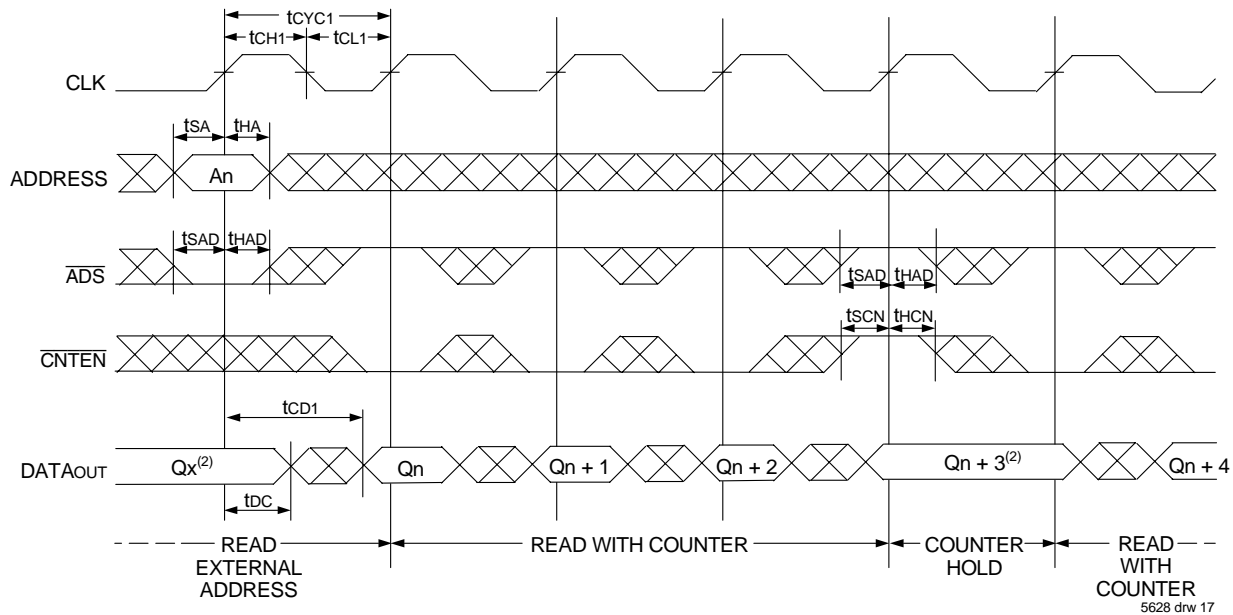 tCYC1
tCH1 tCL1
CLK
tSA tHA
ADDRESS An
tSAD tHAD
ADS
tSAD tHAD
tSCN tHCN
CNTEN
tCD1
DATAOUT Qx(2) Qn Qn + 1 Qn + 2 Qn + 3(2) Qn + 4
tDC
READ EXTERNAL ADDRESS
READ WITH COUNTER
COUNTER HOLD
READ WITH COUNTER
5628 drw 17